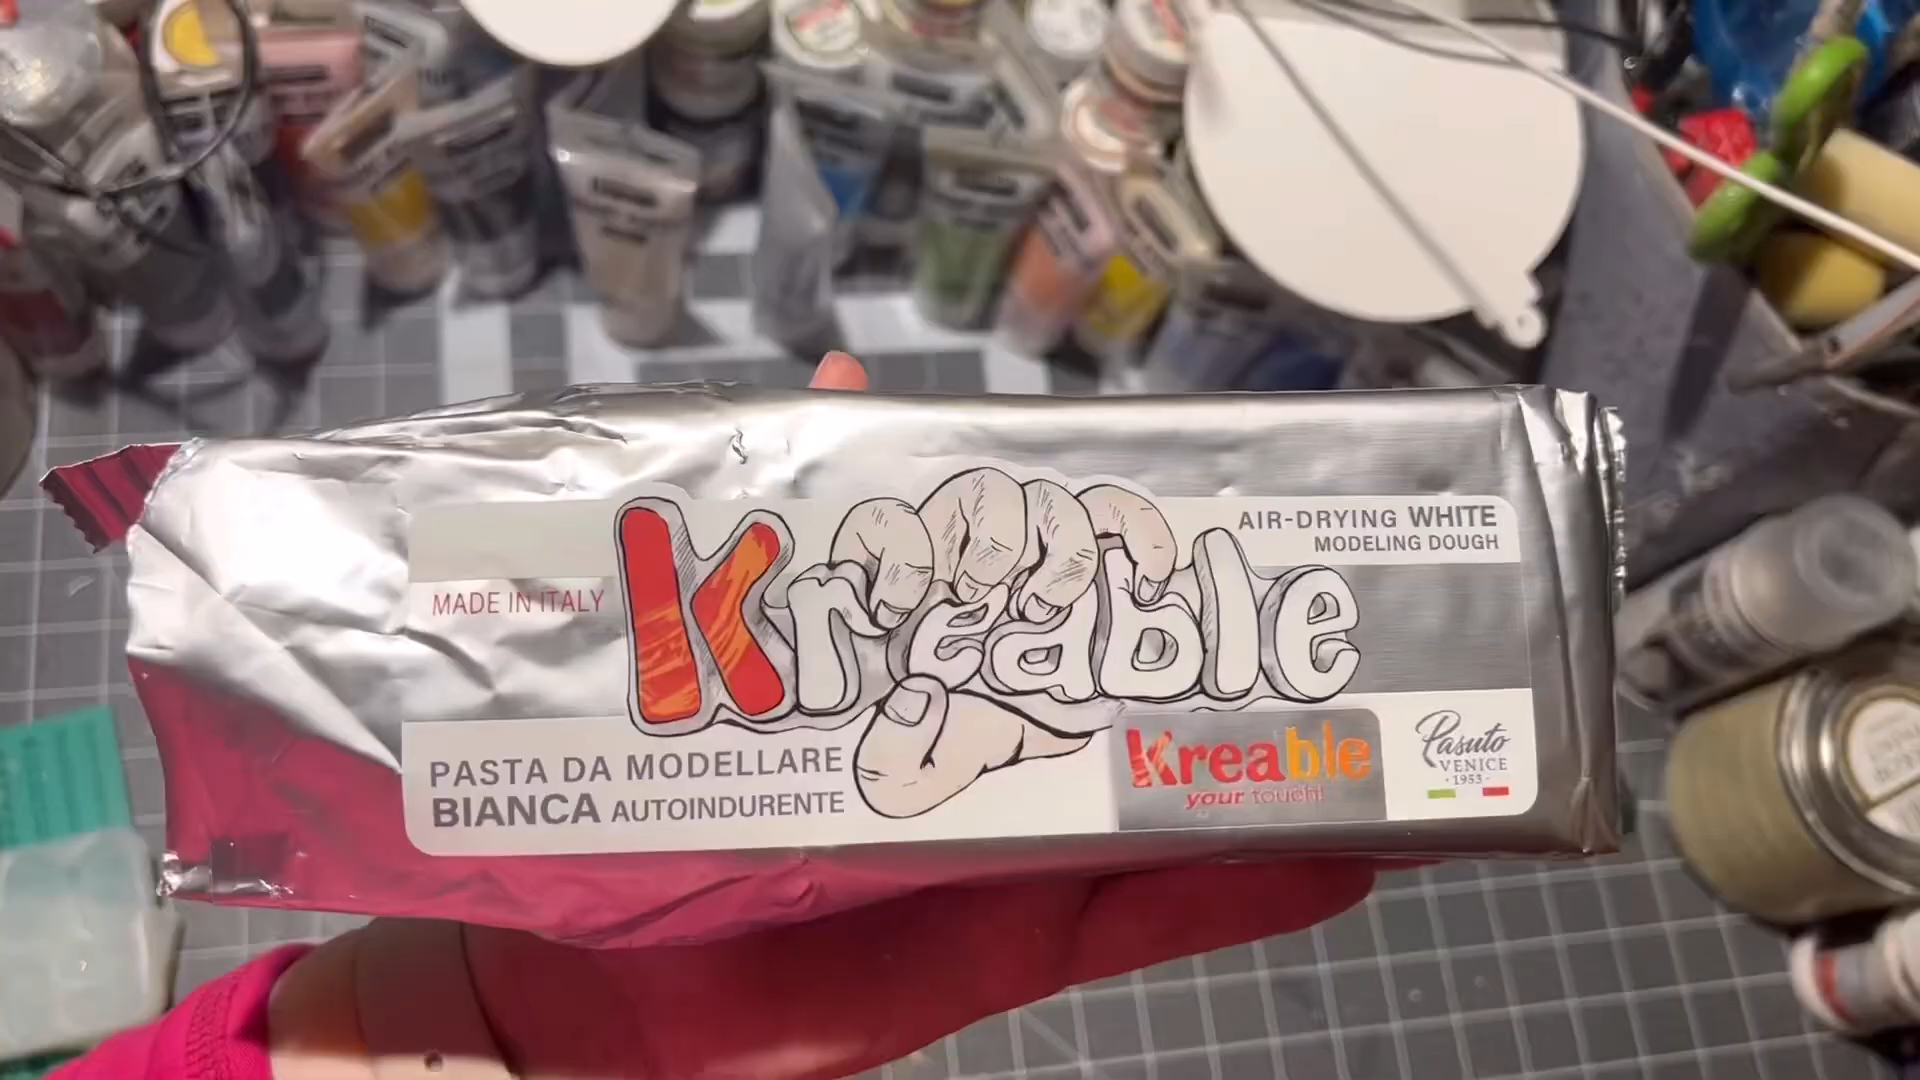 AIR-DRYING WHITE
MODELING DOUGH
MADE IN ITALY
Kreable
PASTA DA MODELLARE
BIANCA AUTOINDURENTE
Kreable
your touch!
Pasuto
VENICE
·1953·